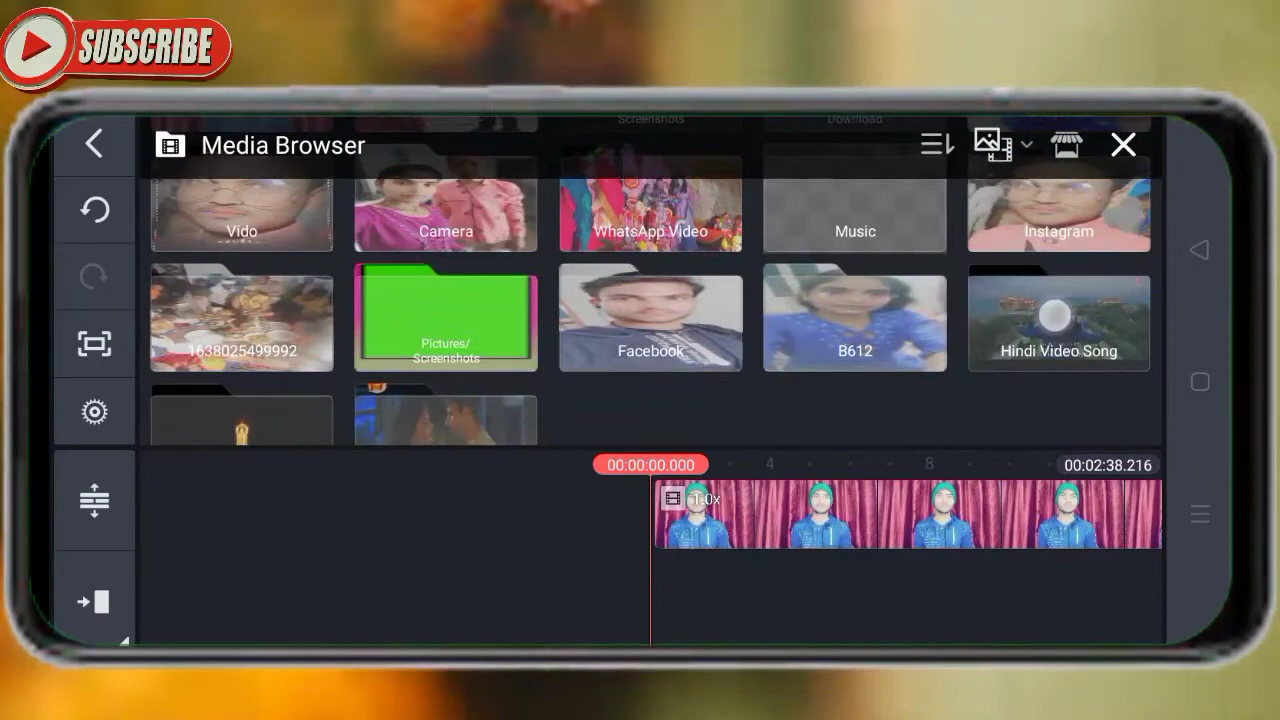 SUBSCRIBE
Screenshots
Download
Media Browser
Vido
Camera
WhatsApp Video
Music
Instagram
1638025499992
Pictures/
Screenshots
Facebook
B612
Hindi Video Song
00:00:00.000
4
8
00:02:38.216
1.0x